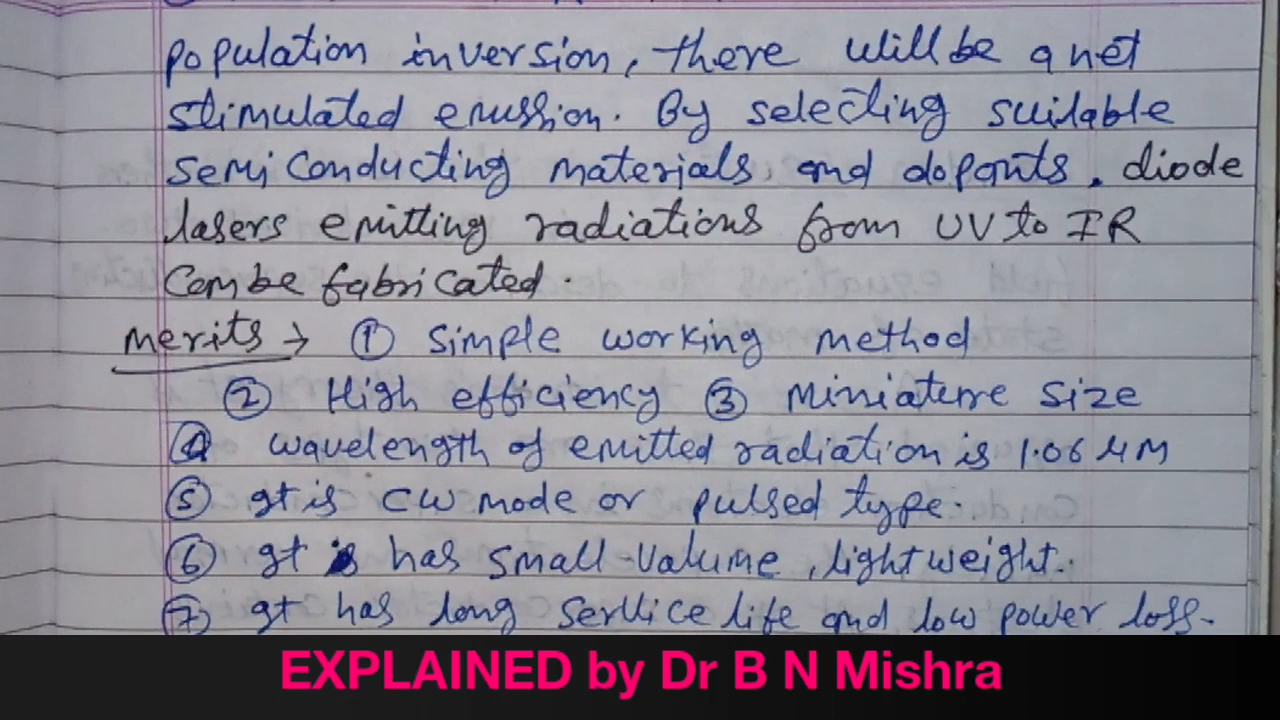 population inversion, there will be a net
stimulated emission. By selecting suitable
semiconducting materials, and dopants, diode
lasers emitting radiations from UV to IR
can be fabricated.
merits → ① Simple working method
② High efficiency ③ Miniature size
④ wavelength of emitted radiation is 1.06 μM
⑤ It is CW mode or pulsed type.
⑥ It has small-volume, lightweight.
⑦ It has long service life and low power loss.
EXPLAINED by Dr B N Mishra